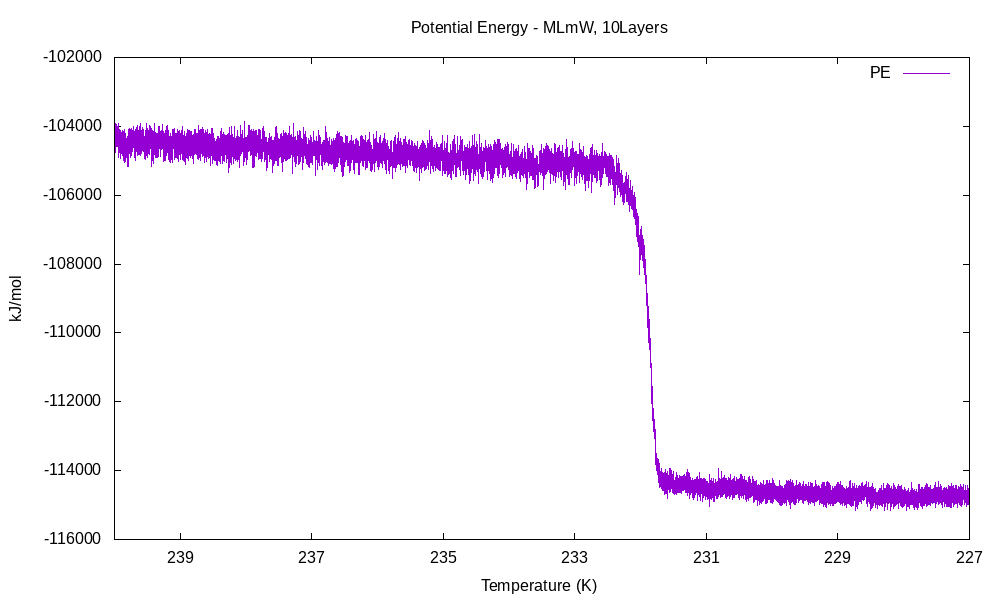 Potential Energy - MLmW, 10Layers
PE
-102000
-104000
-106000
-108000
-110000
-112000
-114000
-116000
kJ/mol
239 237 235 233 231 229 227
Temperature (K)